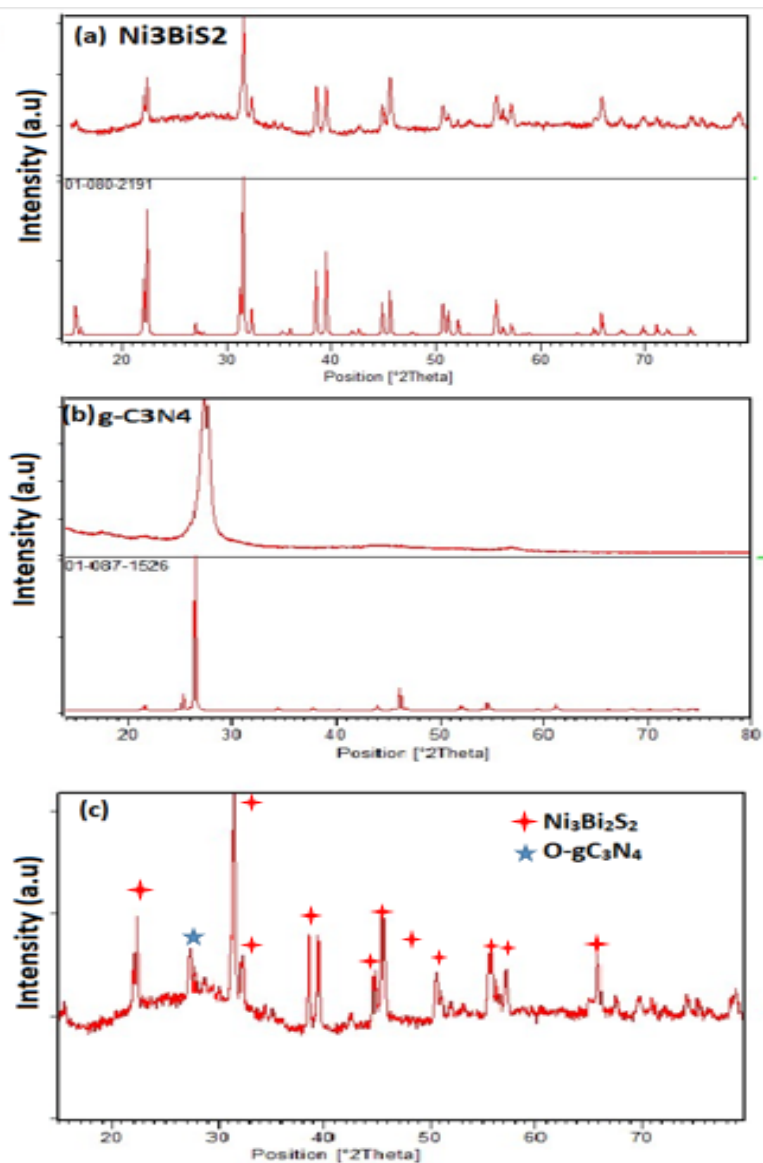 (a) Ni3BiS2
Intensity (a.u)
01-080-2191
20 30 40 50 60 70
Position [°2Theta]
(b) g-C3N4
Intensity (a.u)
01-087-1526
20 30 40 50 60 70 80
Position [°2Theta]
(c)
Ni₃Bi₂S₂
O-gC₃N₄
Intensity (a.u)
20 30 40 50 60 70
Position [°2Theta]